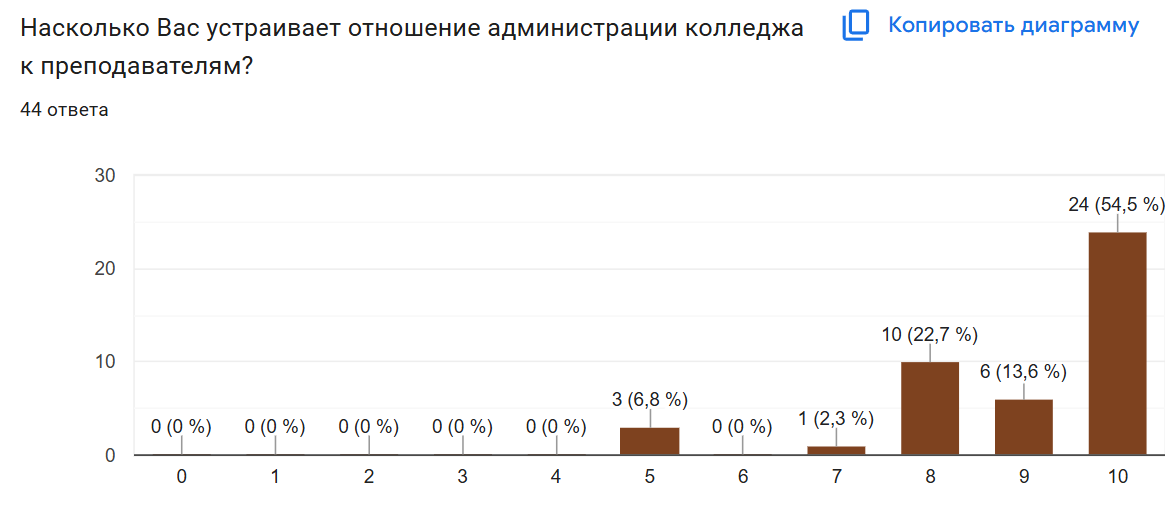 Насколько Вас устраивает отношение администрации колледжа
к преподавателям?
Копировать диаграмму
44 ответа
30
20
10
0
0 (0 %)
0 (0 %)
0 (0 %)
0 (0 %)
0 (0 %)
3 (6,8 %)
0 (0 %)
1 (2,3 %)
10 (22,7 %)
6 (13,6 %)
24 (54,5 %)
0 1 2 3 4 5 6 7 8 9 10